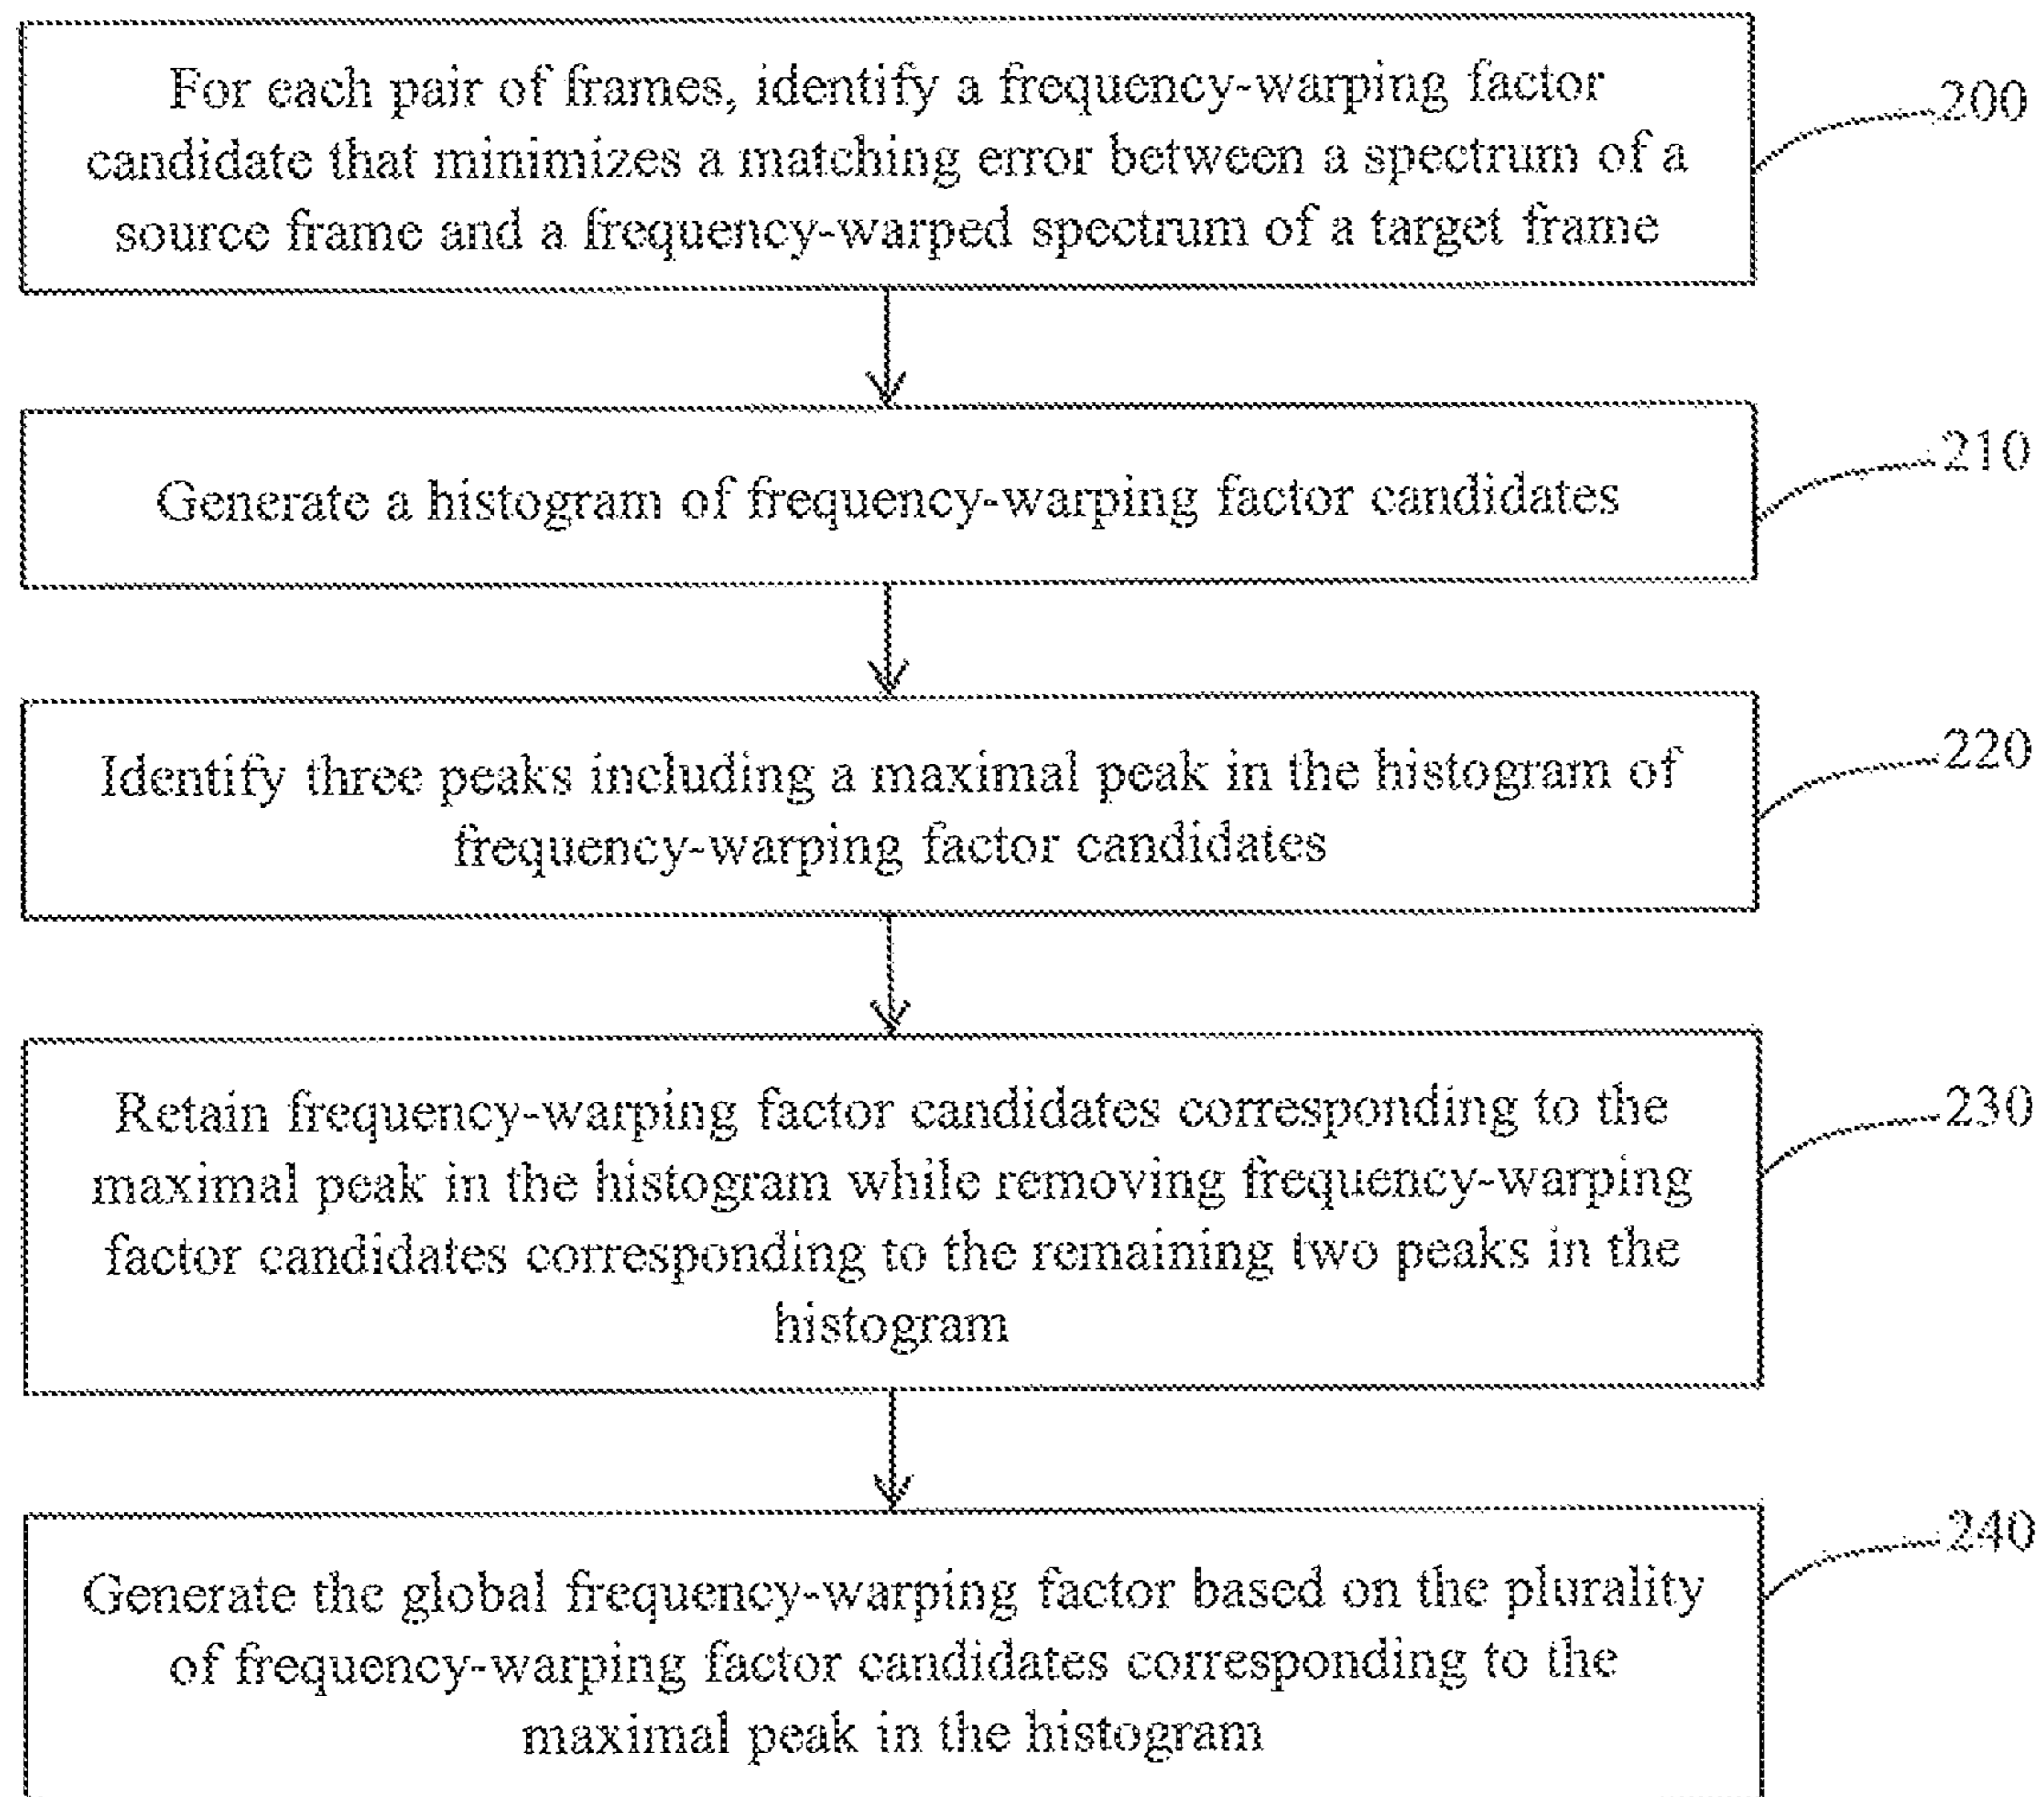 For each pair of frames, identify a frequency-warping factor
candidate that minimizes a matching error between a spectrum of a
source frame and a frequency-warped spectrum of a target frame
200
Generate a histogram of frequency-warping factor candidates
210
Identify three peaks including a maximal peak in the histogram of
frequency-warping factor candidates
220
Retain frequency-warping factor candidates corresponding to the
maximal peak in the histogram while removing frequency-warping
factor candidates corresponding to the remaining two peaks in the
histogram
230
Generate the global frequency-warping factor based on the plurality
of frequency-warping factor candidates corresponding to the
maximal peak in the histogram
240